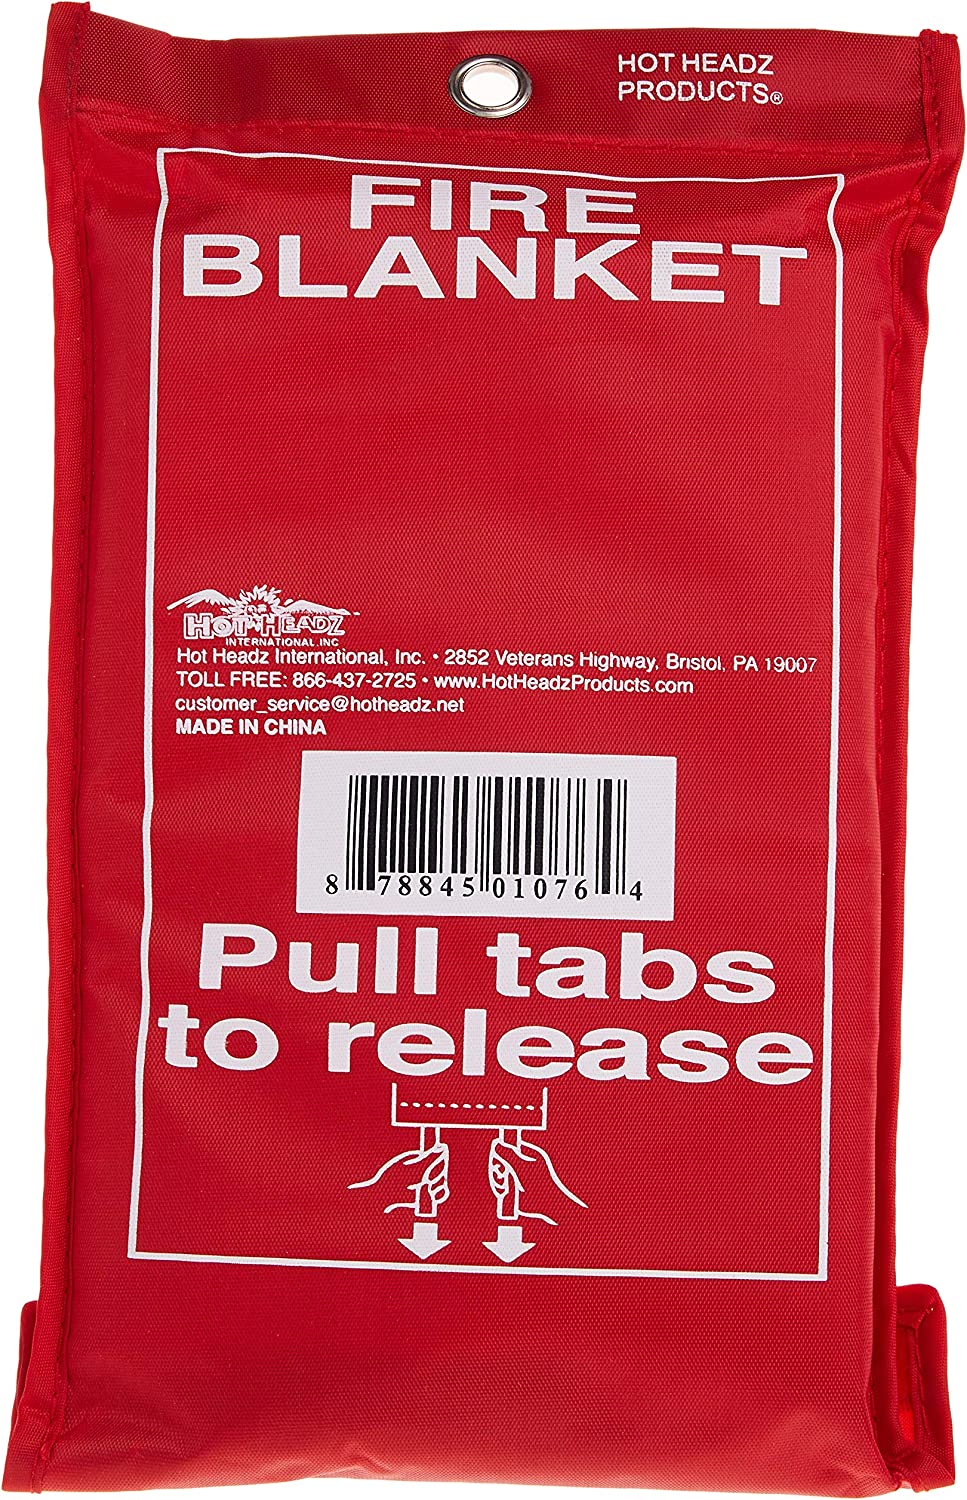 HOT HEADZ
PRODUCTS®
FIRE
BLANKET
HOT HEADZ
INTERNATIONAL, INC
Hot Headz International, Inc. • 2852 Veterans Highway, Bristol, PA 19007
TOLL FREE: 866-437-2725 • www.HotHeadzProducts.com
customer_service@hotheadz.net
MADE IN CHINA
8 78845 01076 4
Pull tabs
to release